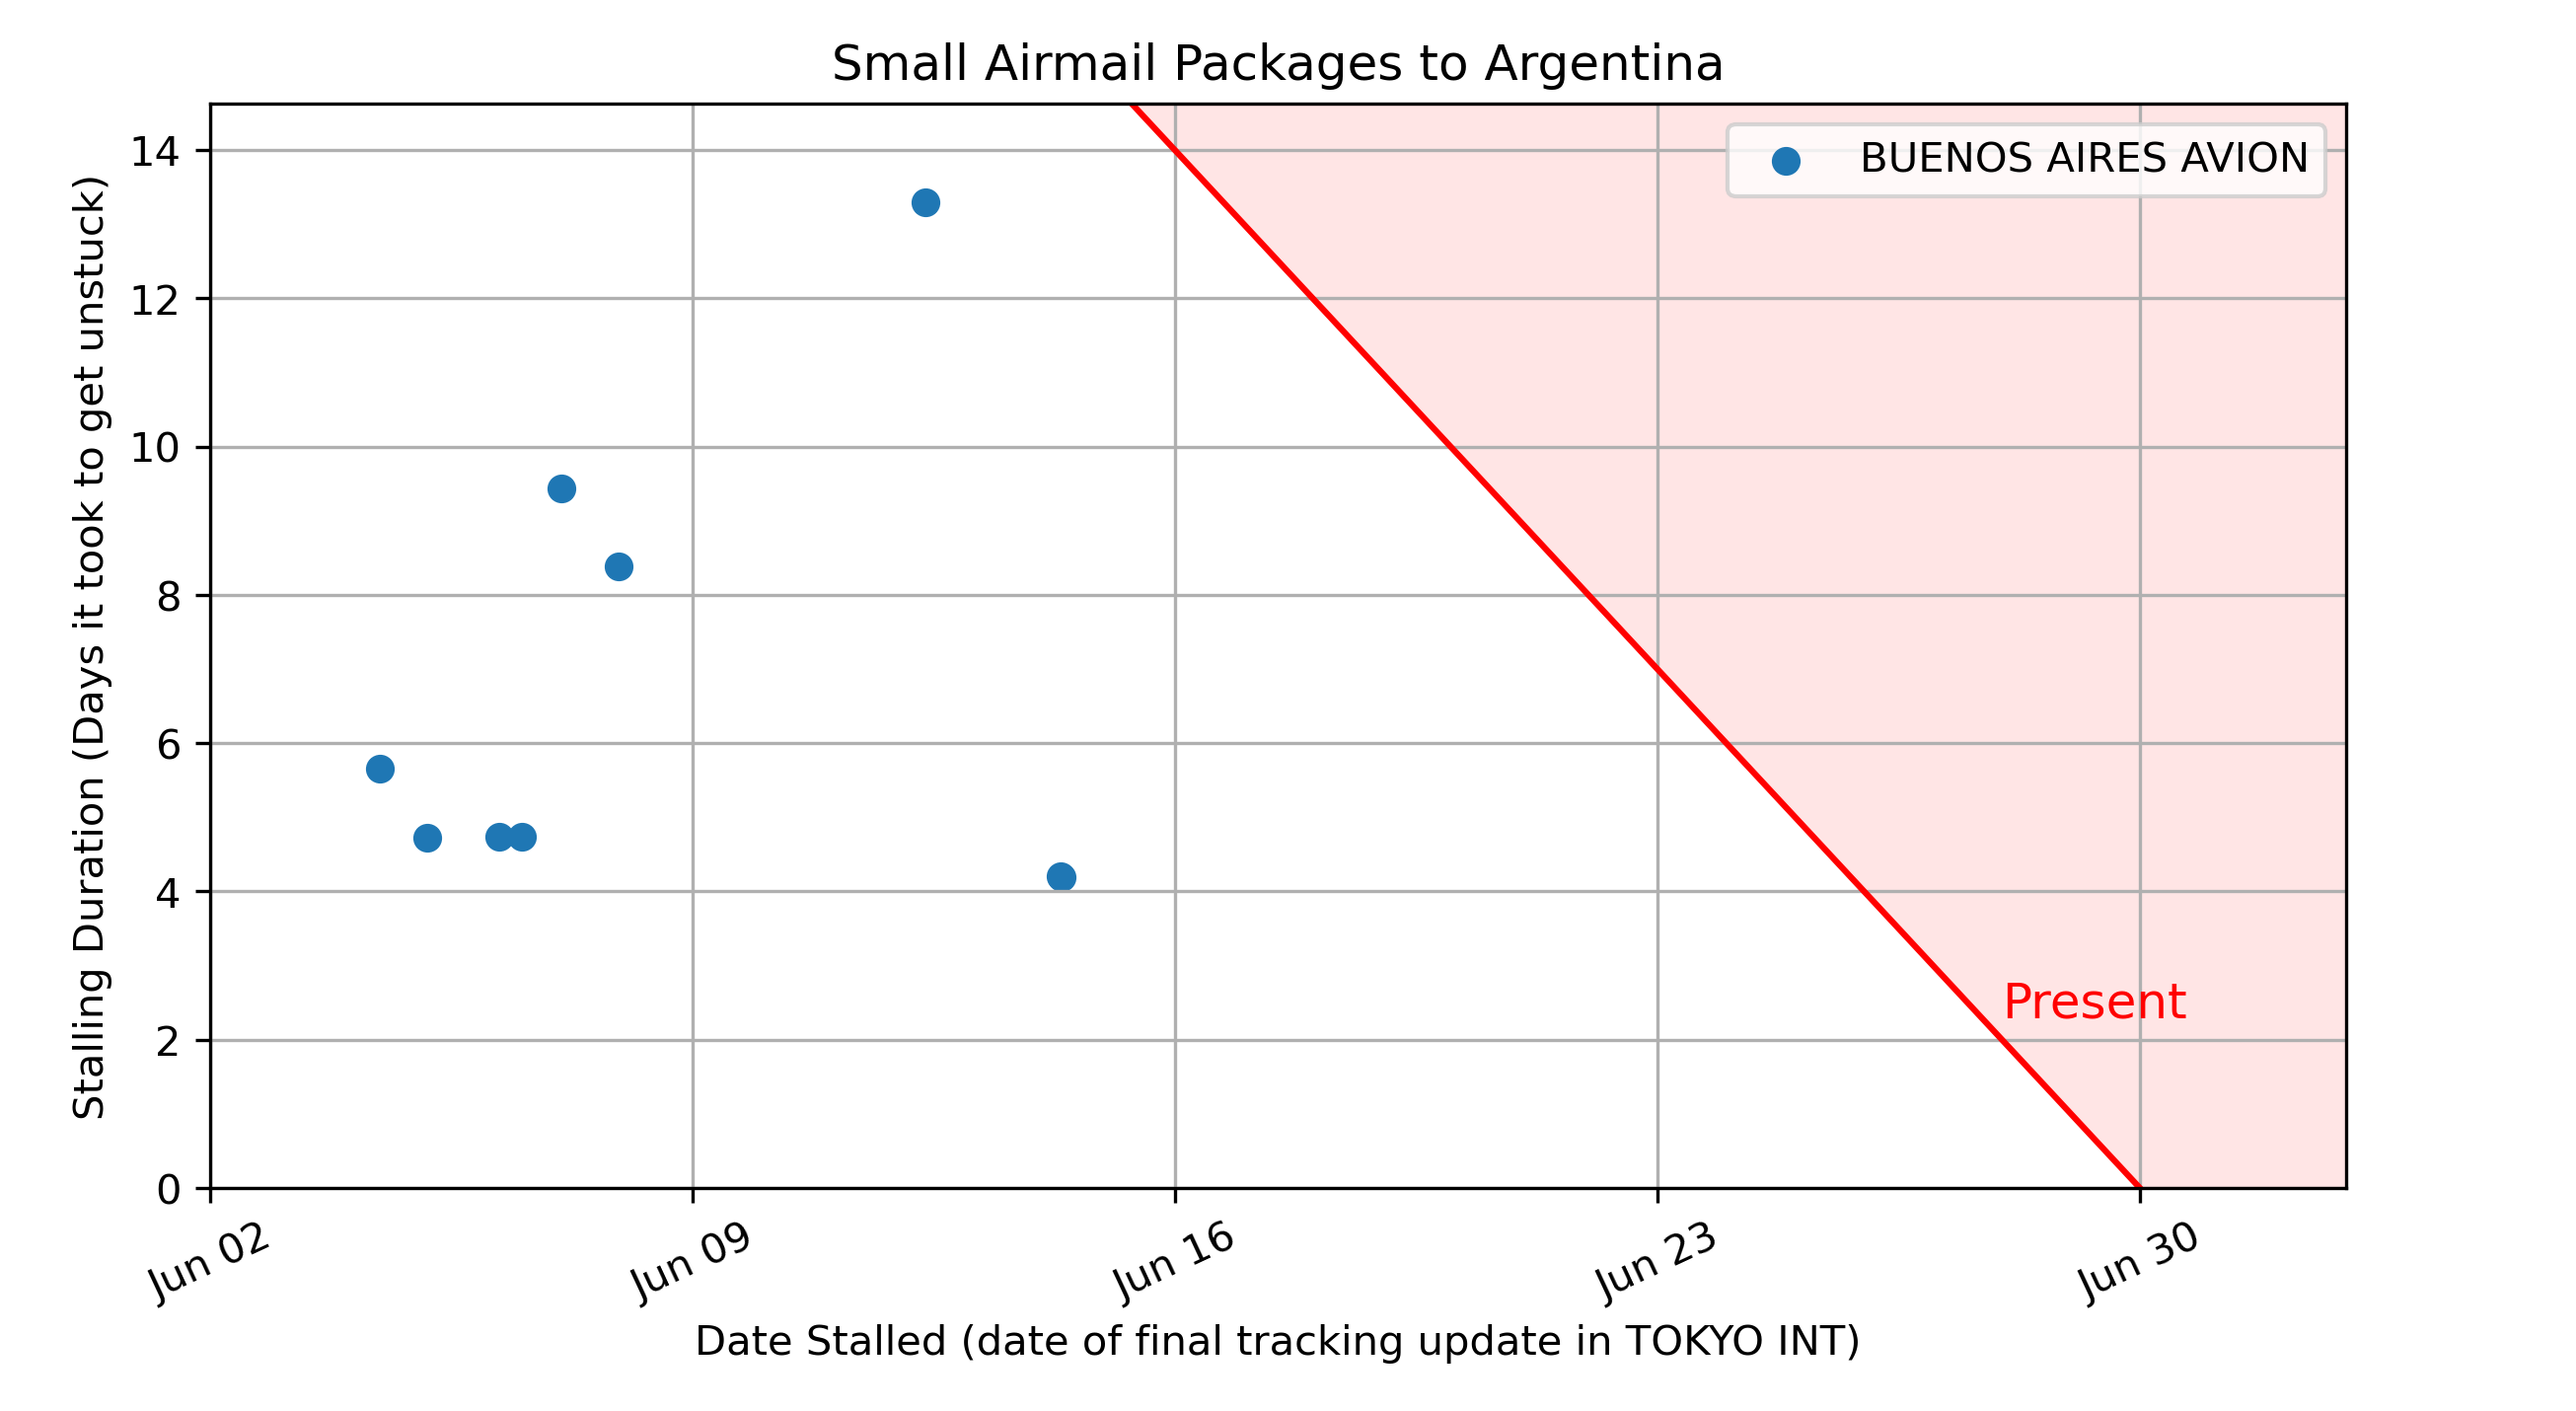 Small Airmail Packages to Argentina
BUENOS AIRES AVION
Stalling Duration (Days it took to get unstuck)
14
12
10
8
6
4
2
0
Present
Jun 02
Jun 09
Jun 16
Jun 23
Jun 30
Date Stalled (date of final tracking update in TOKYO INT)